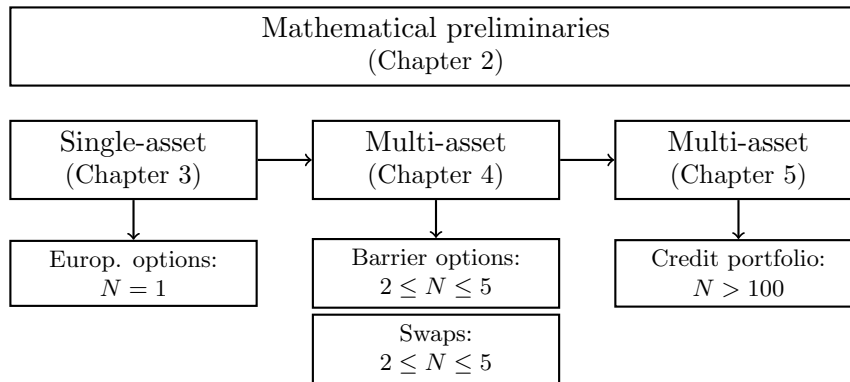 Mathematical preliminaries
(Chapter 2)
Single-asset
(Chapter 3)
Multi-asset
(Chapter 4)
Multi-asset
(Chapter 5)
Europ. options:
N = 1
Barrier options:
2 ≤ N ≤ 5
Credit portfolio:
N > 100
Swaps:
2 ≤ N ≤ 5